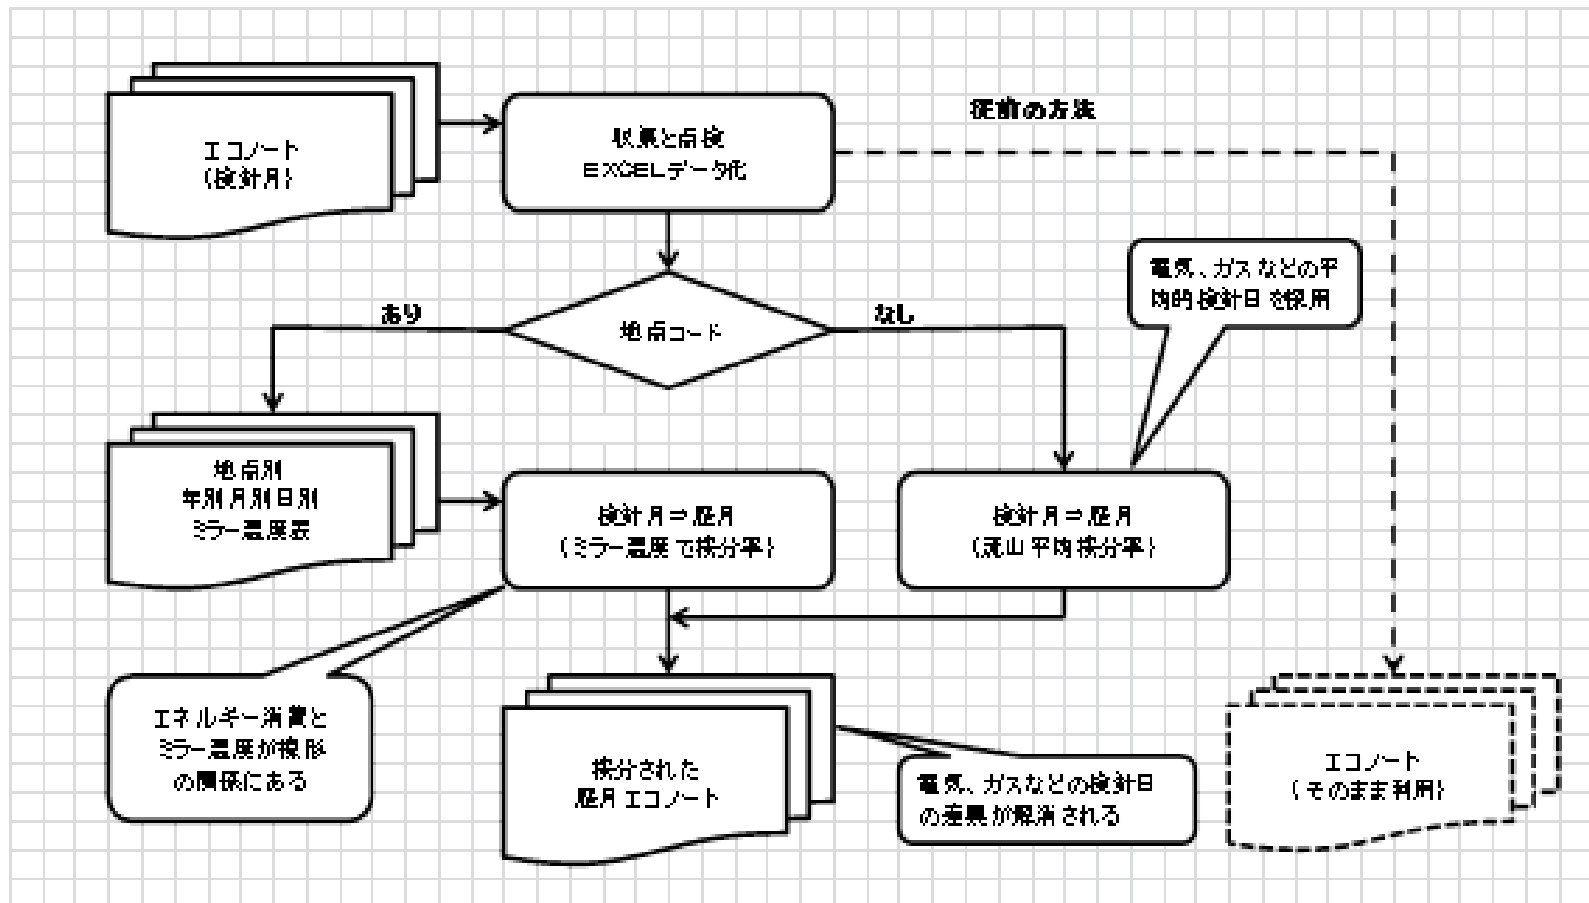 エコノート
(検針月)
収集と点検
EXCELデータ化
従前の方法
電気、ガスなどの平
均的検針日を採用
あり
なし
地点コード
地点別
年別月別日別
ミラー温度表
検針月⇒暦月
(ミラー温度で按分率)
検針月⇒暦月
(流山平均按分率)
エネルギー消費と
ミラー温度が線形
の関係にある
按分された
暦月エコノート
電気、ガスなどの検針日
の差異が解消される
エコノート
(そのまま利用)